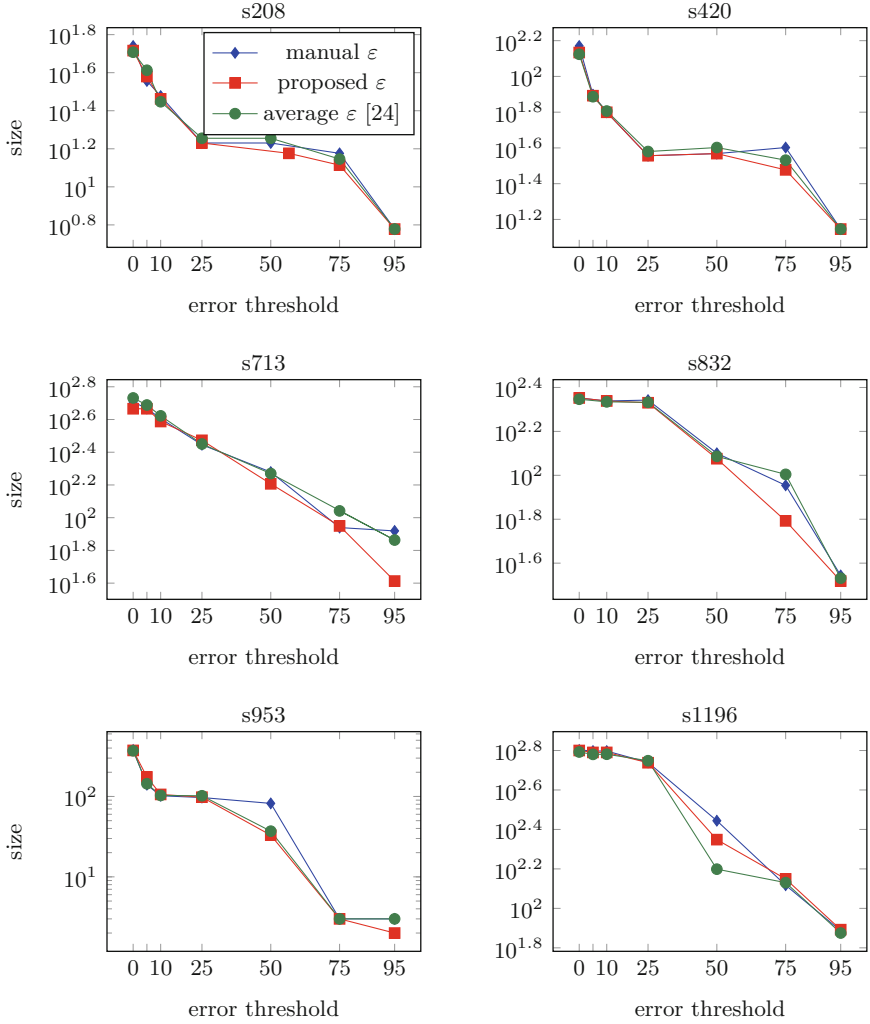 s208
10^1.8
10^1.6
10^1.4
10^1.2
10^1
10^0.8
size
manual ε
proposed ε
average ε [24]
0 10 25 50 75 95
error threshold
s420
10^2.2
10^2
10^1.8
10^1.6
10^1.4
10^1.2
0 10 25 50 75 95
error threshold
s713
10^2.8
10^2.6
10^2.4
10^2.2
10^2
10^1.8
10^1.6
size
0 10 25 50 75 95
error threshold
s832
10^2.4
10^2.2
10^2
10^1.8
10^1.6
0 10 25 50 75 95
error threshold
s953
10^2
10^1
size
0 10 25 50 75 95
error threshold
s1196
10^2.8
10^2.6
10^2.4
10^2.2
10^2
10^1.8
0 10 25 50 75 95
error threshold